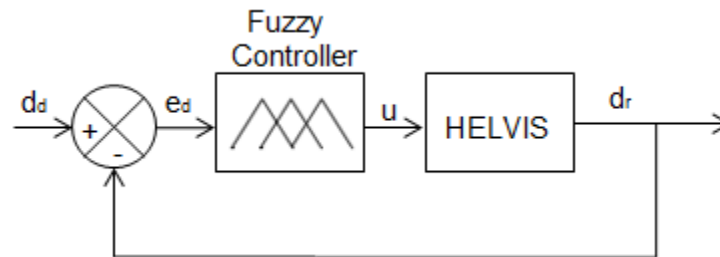 Fuzzy
Controller
dd
ed
u
HELVIS
dr
+
-